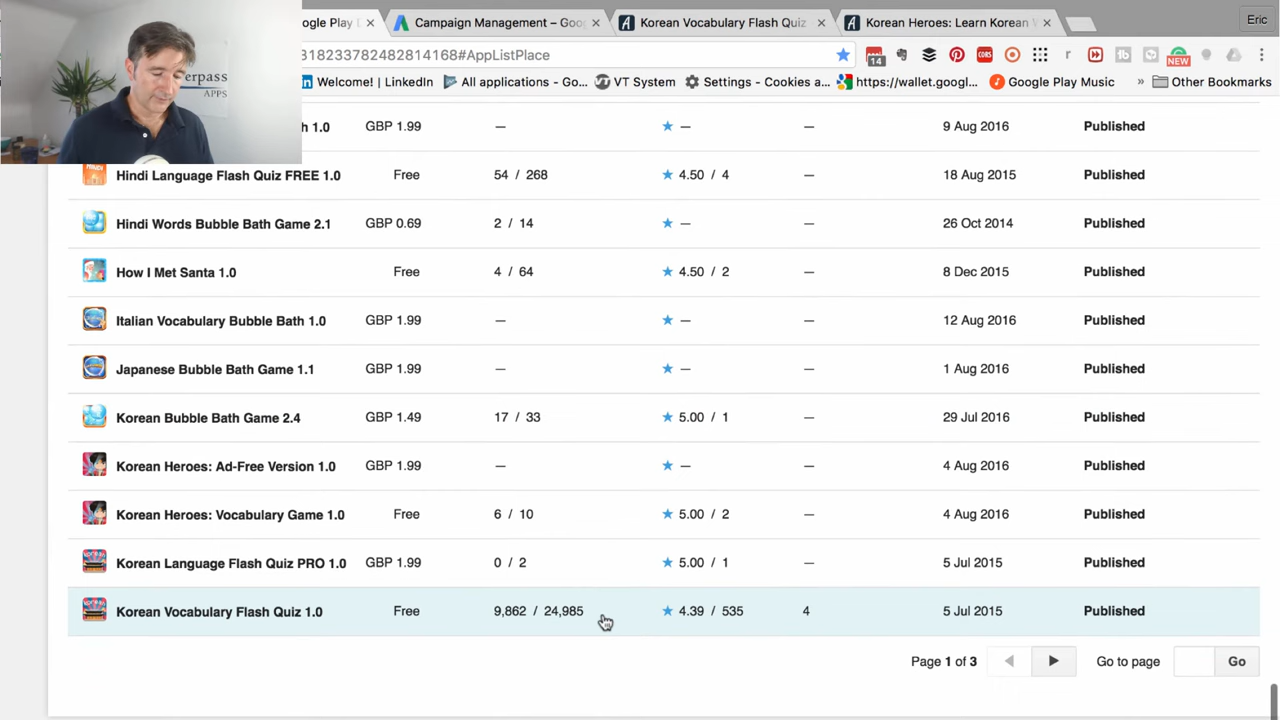 ogle Play D
Campaign Management – Goo
Korean Vocabulary Flash Quiz
Korean Heroes: Learn Korean W
Eric
318233782482814168#AppListPlace
14
CORS
r
tb
NEW
Welcome! | LinkedIn
All applications - Go...
VT System
Settings - Cookies a...
https://wallet.googl...
Google Play Music
»
Other Bookmarks
erpass
APPS
h 1.0 GBP 1.99 — ★ — — 9 Aug 2016 Published
Hindi Language Flash Quiz FREE 1.0 Free 54 / 268 ★ 4.50 / 4 — 18 Aug 2015 Published
Hindi Words Bubble Bath Game 2.1 GBP 0.69 2 / 14 ★ — — 26 Oct 2014 Published
How I Met Santa 1.0 Free 4 / 64 ★ 4.50 / 2 — 8 Dec 2015 Published
Italian Vocabulary Bubble Bath 1.0 GBP 1.99 — ★ — — 12 Aug 2016 Published
Japanese Bubble Bath Game 1.1 GBP 1.99 — ★ — — 1 Aug 2016 Published
Korean Bubble Bath Game 2.4 GBP 1.49 17 / 33 ★ 5.00 / 1 — 29 Jul 2016 Published
Korean Heroes: Ad-Free Version 1.0 GBP 1.99 — ★ — — 4 Aug 2016 Published
Korean Heroes: Vocabulary Game 1.0 Free 6 / 10 ★ 5.00 / 2 — 4 Aug 2016 Published
Korean Language Flash Quiz PRO 1.0 GBP 1.99 0 / 2 ★ 5.00 / 1 — 5 Jul 2015 Published
Korean Vocabulary Flash Quiz 1.0 Free 9,862 / 24,985 ★ 4.39 / 535 4 5 Jul 2015 Published
Page 1 of 3 Go to page Go